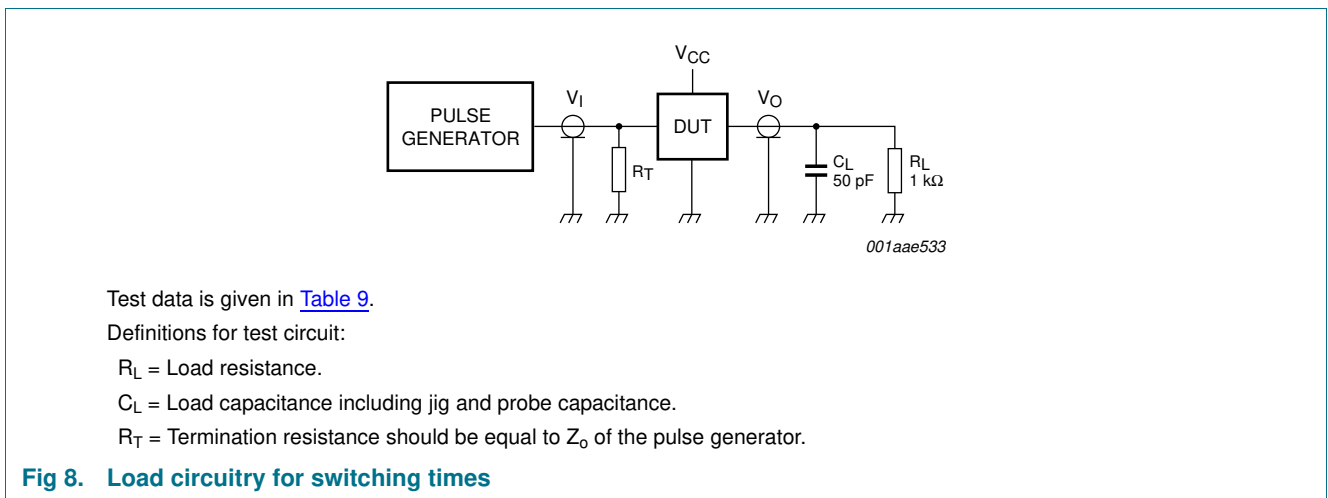 V_CC
PULSE GENERATOR
V_I
DUT
V_O
R_T
C_L
50 pF
R_L
1 kΩ
001aae533
Test data is given in Table 9.
Definitions for test circuit:
R_L = Load resistance.
C_L = Load capacitance including jig and probe capacitance.
R_T = Termination resistance should be equal to Z_o of the pulse generator.
Fig 8. Load circuitry for switching times